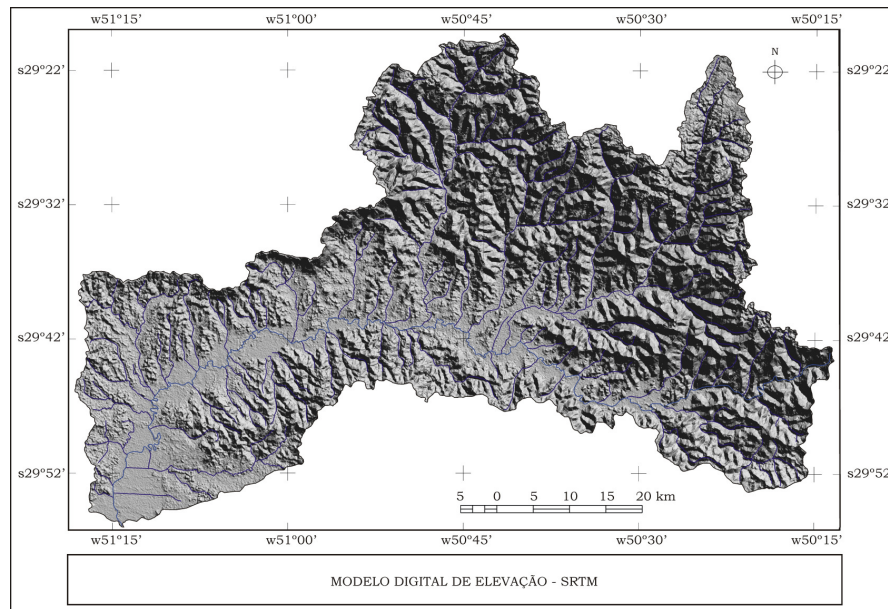 w51°15' w51°00' w50°45' w50°30' w50°15'
N
s29°22' s29°22'
s29°32' s29°32'
s29°42' s29°42'
s29°52' s29°52'
5 0 5 10 15 20 km
w51°15' w51°00' w50°45' w50°30' w50°15'
MODELO DIGITAL DE ELEVAÇÃO - SRTM